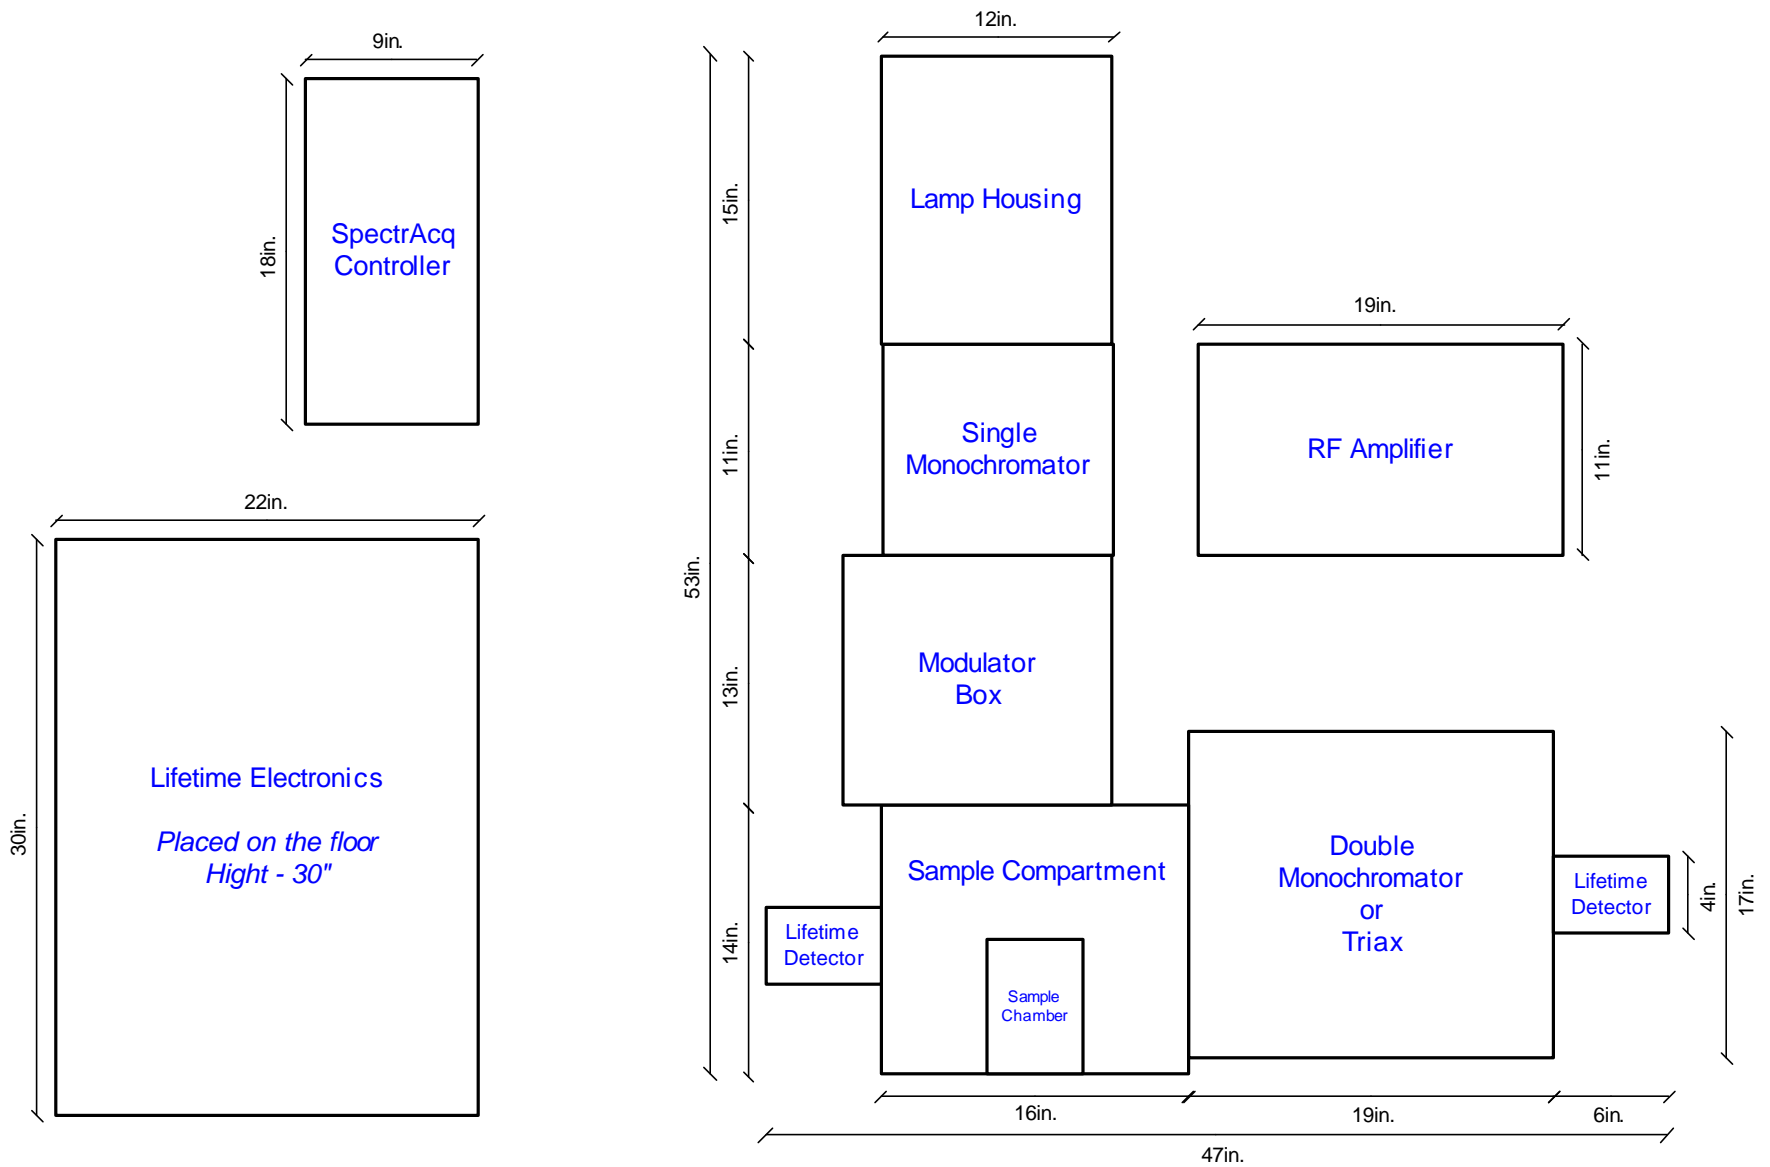 12in.
9in.
15in.
Lamp Housing
SpectrAcq
Controller
18in.
19in.
11in.
Single
Monochromator
RF Amplifier
11in.
22in.
53in.
13in.
Modulator
Box
Lifetime Electronics
Placed on the floor
Hight - 30"
30in.
Sample Compartment
Double
Monochromator
or
Triax
Lifetime
Detector
4in.
17in.
Lifetime
Detector
14in.
Sample
Chamber
16in.
19in.
6in.
47in.